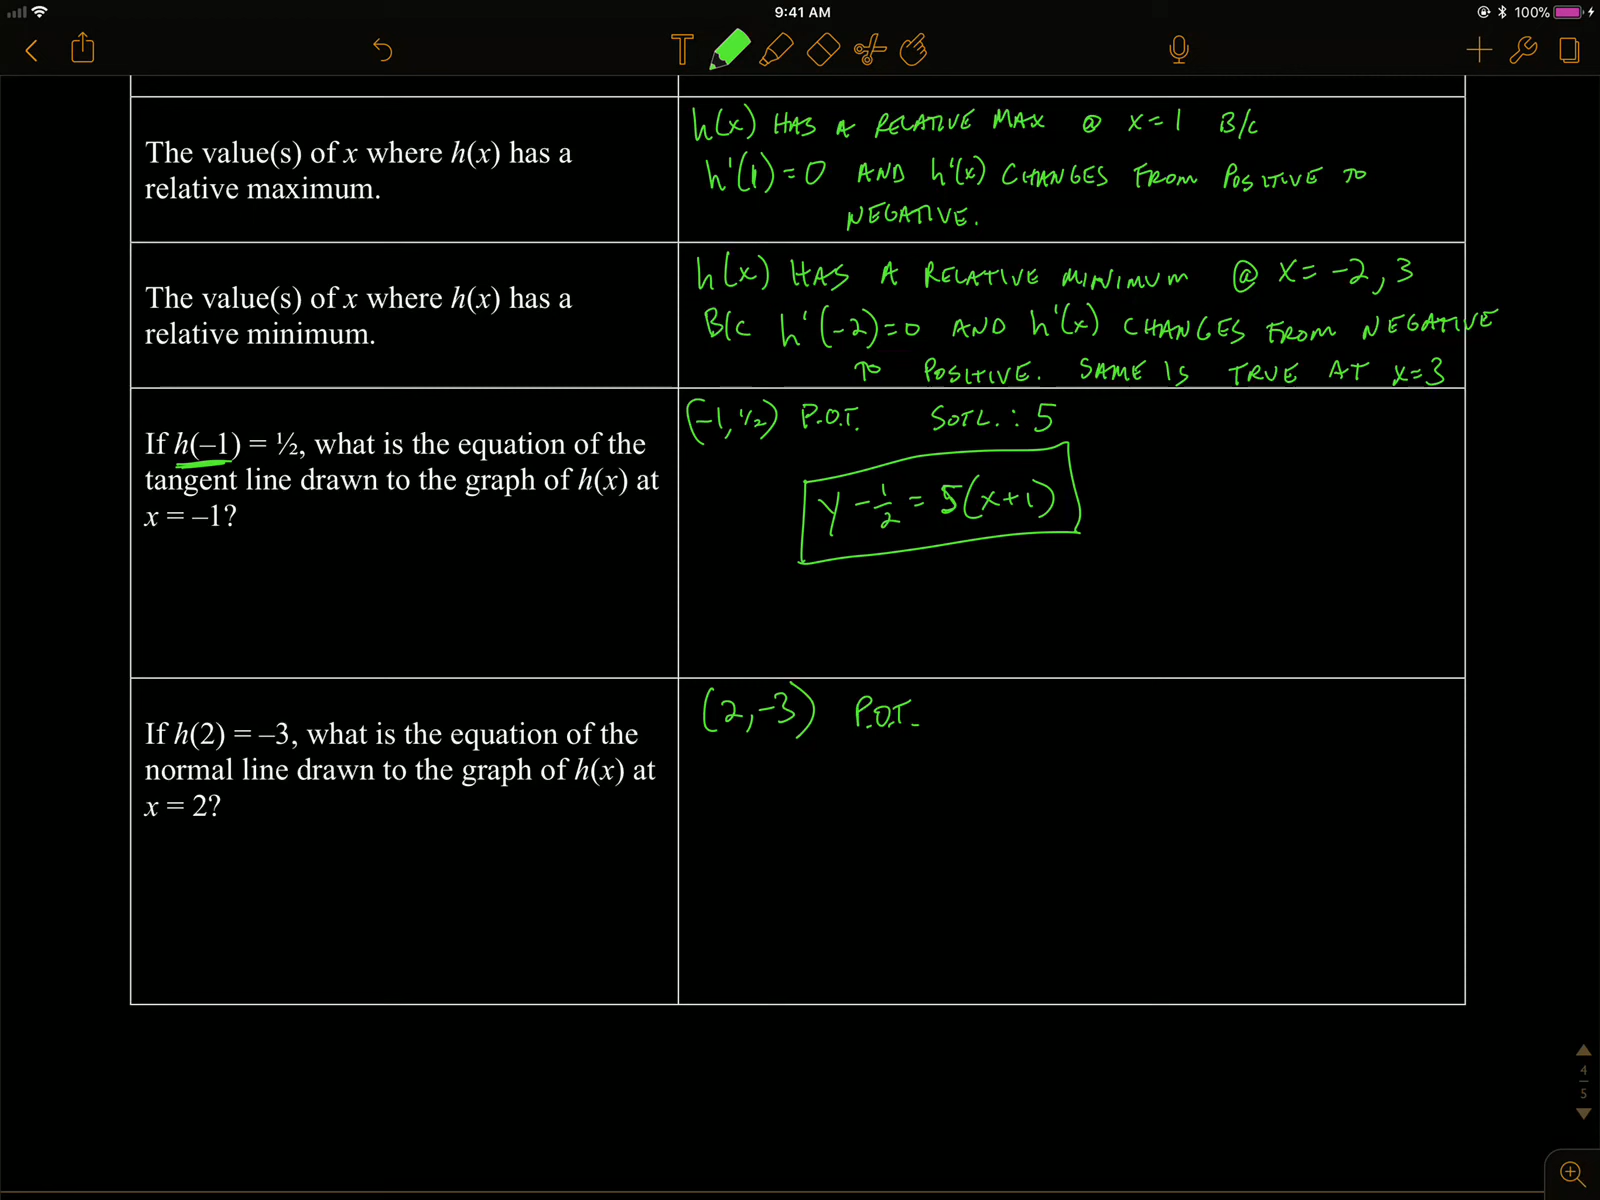 9:41 AM
100%
T
h(x) HAS A RELATIVE MAX @ x=1 B/C
The value(s) of x where h(x) has a
relative maximum.
h'(1)=0 AND h'(x) CHANGES FROM POSITIVE TO
NEGATIVE.
The value(s) of x where h(x) has a
relative minimum.
h(x) HAS A RELATIVE MINIMUM @ X= -2, 3
B/C h'(-2)=0 AND h'(x) CHANGES FROM NEGATIVE
TO POSITIVE. SAME IS TRUE AT x=3
If h(–1) = ½, what is the equation of the
tangent line drawn to the graph of h(x) at
x = –1?
(-1, 1/2) P.O.T. SOTL.: 5
y - 1/2 = 5(x+1)
If h(2) = –3, what is the equation of the
normal line drawn to the graph of h(x) at
x = 2?
(2,-3) P.O.T.
4
5